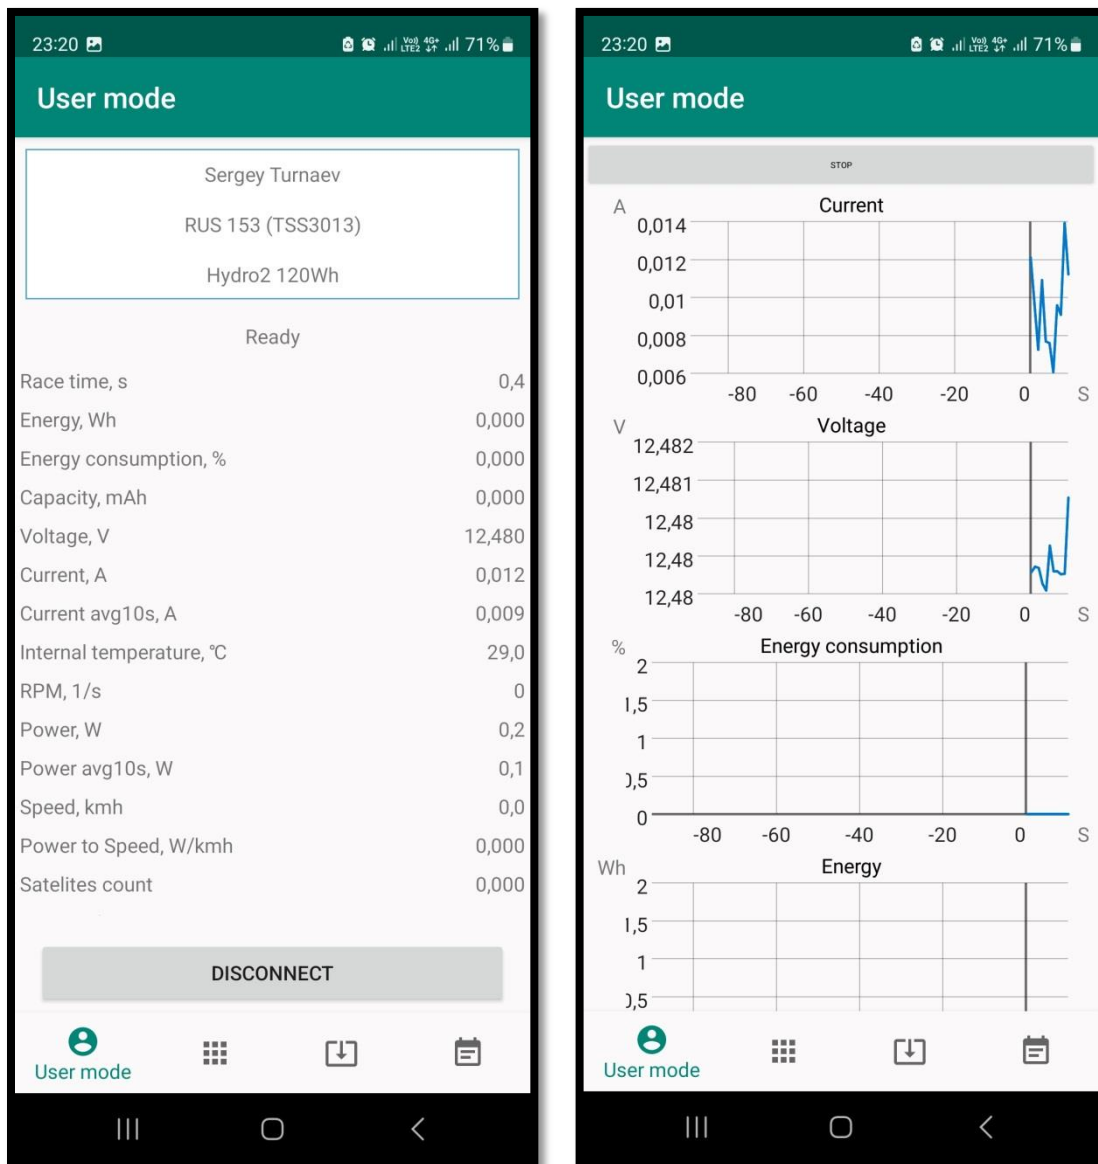 23:20 Vo)) LTE2 4G+ 71%
User mode
Sergey Turnaev
RUS 153 (TSS3013)
Hydro2 120Wh
Ready
Race time, s 0,4
Energy, Wh 0,000
Energy consumption, % 0,000
Capacity, mAh 0,000
Voltage, V 12,480
Current, A 0,012
Current avg10s, A 0,009
Internal temperature, °C 29,0
RPM, 1/s 0
Power, W 0,2
Power avg10s, W 0,1
Speed, kmh 0,0
Power to Speed, W/kmh 0,000
Satelites count 0,000
DISCONNECT
User mode
23:20 Vo)) LTE2 4G+ 71%
User mode
STOP
A Current
0,014
0,012
0,01
0,008
0,006
-80 -60 -40 -20 0 S
V Voltage
12,482
12,481
12,48
12,48
12,48
-80 -60 -40 -20 0 S
% Energy consumption
2
1,5
1
0,5
0
-80 -60 -40 -20 0 S
Wh Energy
2
1,5
1
0,5
User mode